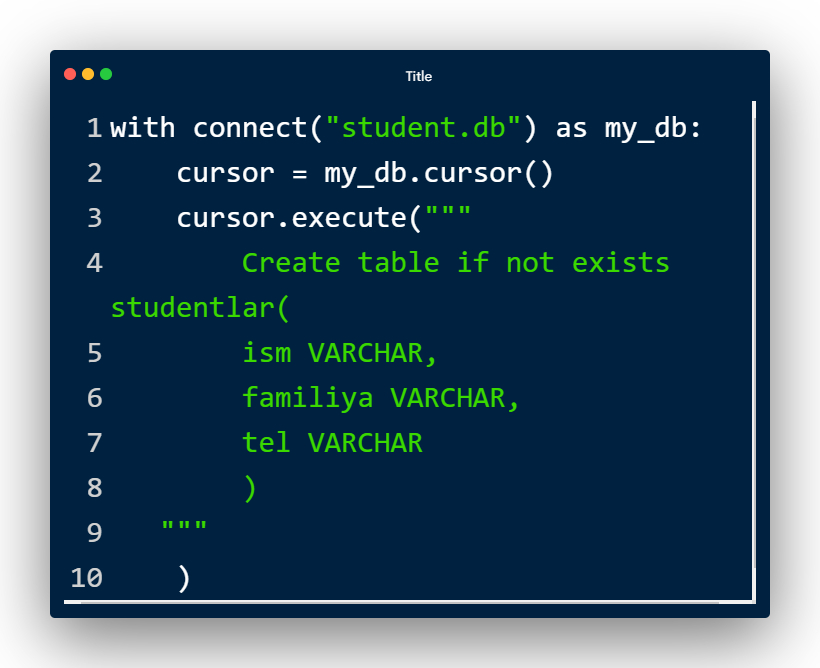 Title
1 with connect("student.db") as my_db:
2     cursor = my_db.cursor()
3     cursor.execute("""
4         Create table if not exists
studentlar(
5         ism VARCHAR,
6         familiya VARCHAR,
7         tel VARCHAR
8         )
9    """
10     )